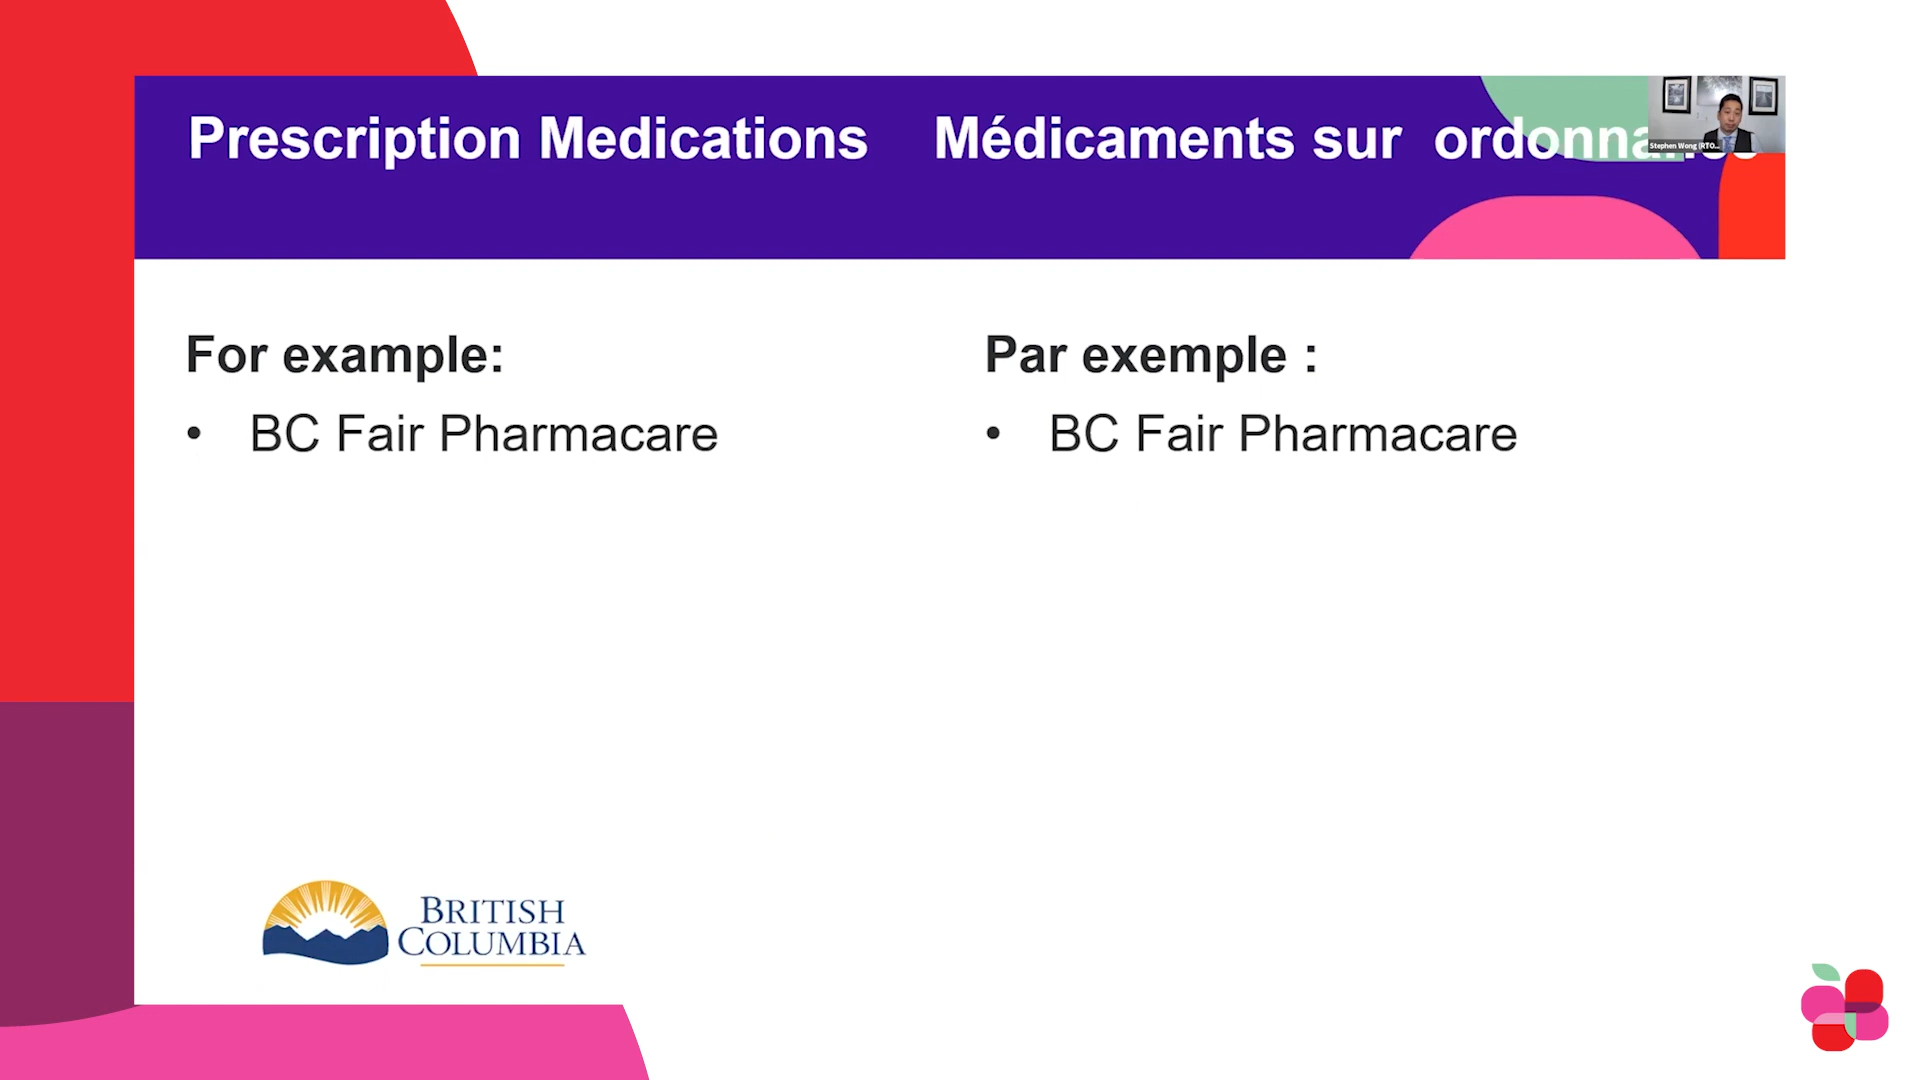 Prescription Medications
Médicaments sur ordonnance
Stephen Wong (RTO...
For example:
• BC Fair Pharmacare
Par exemple :
• BC Fair Pharmacare
BRITISH
COLUMBIA